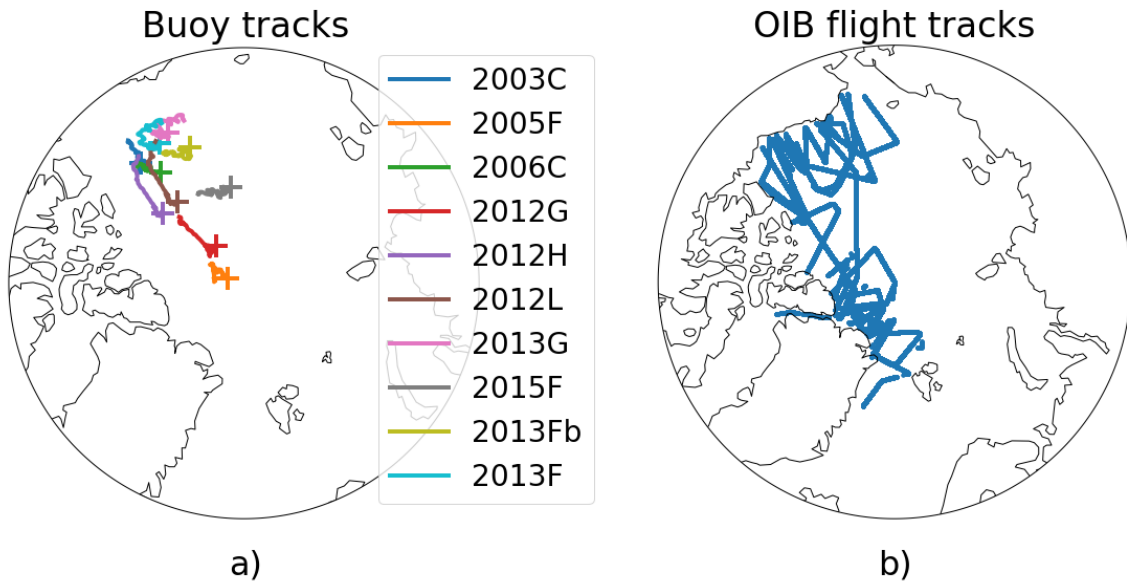 Buoy tracks
OIB flight tracks
2003C
2005F
2006C
2012G
2012H
2012L
2013G
2015F
2013Fb
2013F
a)
b)